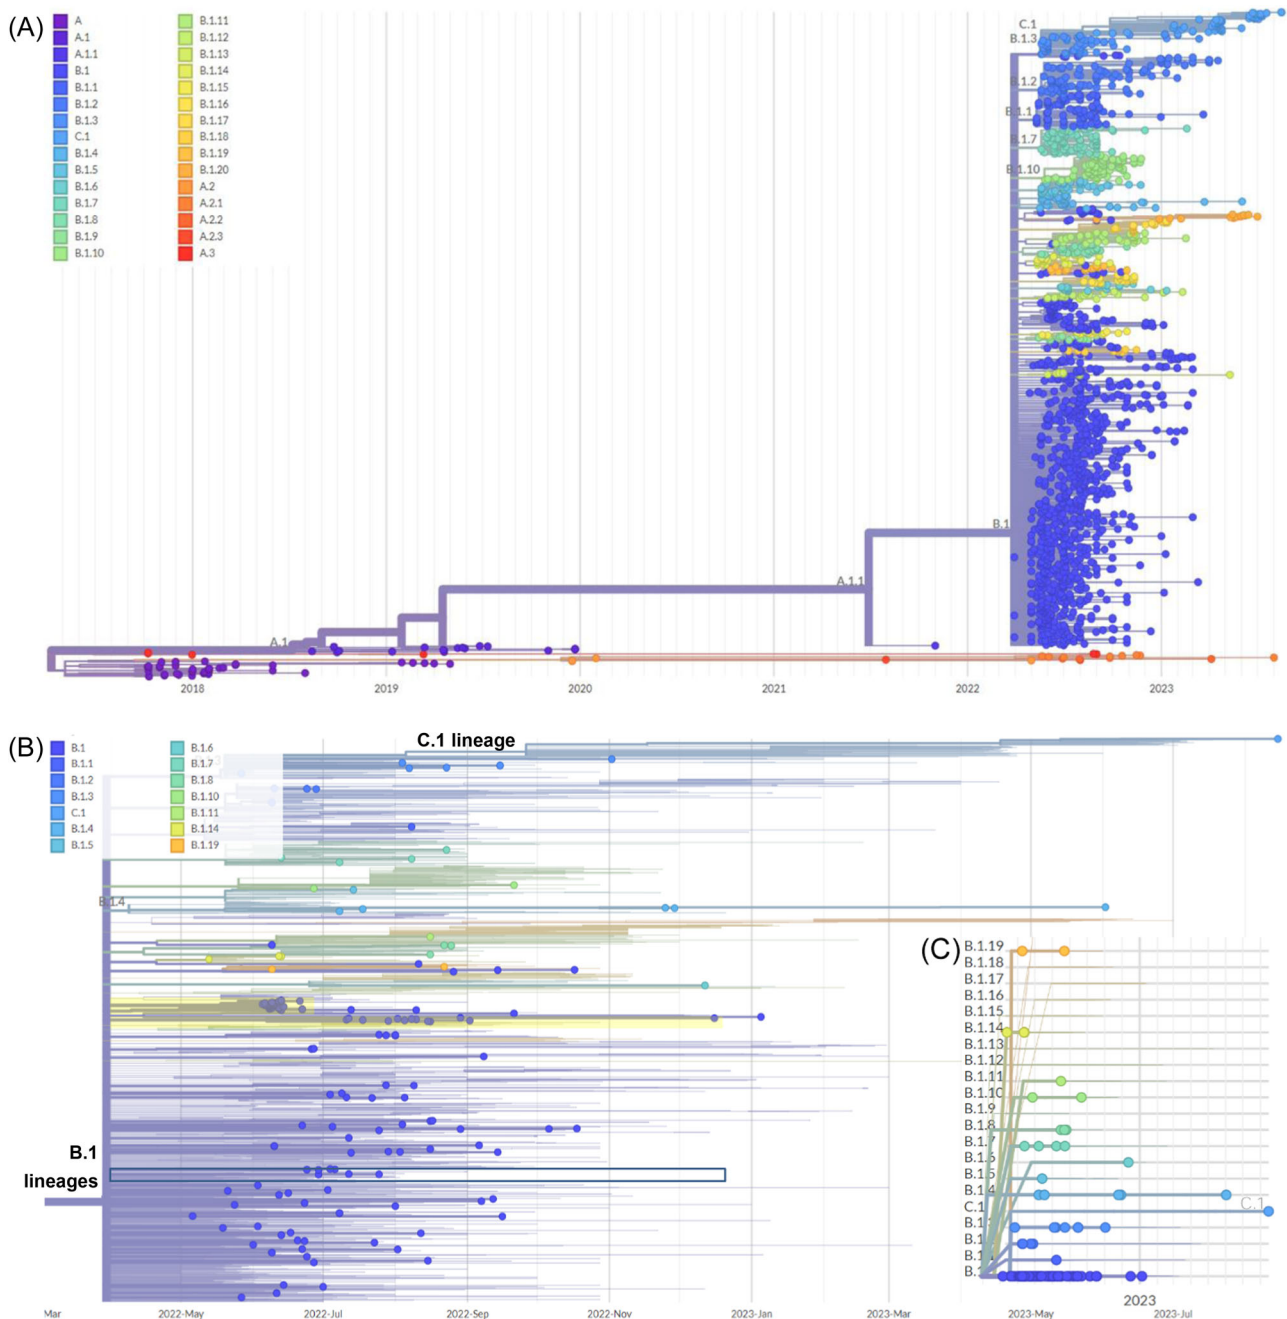 (A)
A
A.1
A.1.1
B.1
B.1.1
B.1.2
B.1.3
C.1
B.1.4
B.1.5
B.1.6
B.1.7
B.1.8
B.1.9
B.1.10
B.1.11
B.1.12
B.1.13
B.1.14
B.1.15
B.1.16
B.1.17
B.1.18
B.1.19
B.1.20
A.2
A.2.1
A.2.2
A.2.3
A.3
C.1
B.1.3
B.1.2
B.1.1
B.1.7
B.1.10
B.1
A.1.1
A.1
2018 2019 2020 2021 2022 2023
(B)
B.1
B.1.1
B.1.2
B.1.3
C.1
B.1.4
B.1.5
B.1.6
B.1.7
B.1.8
B.1.10
B.1.11
B.1.14
B.1.19
C.1 lineage
B.1.4
B.1
lineages
Mar 2022-May 2022-Jul 2022-Sep 2022-Nov 2023-Jan 2023-Mar 2023-May 2023-Jul
(C)
B.1.19
B.1.18
B.1.17
B.1.16
B.1.15
B.1.14
B.1.13
B.1.12
B.1.11
B.1.10
B.1.9
B.1.8
B.1.7
B.1.4
C.1
C.1
2023